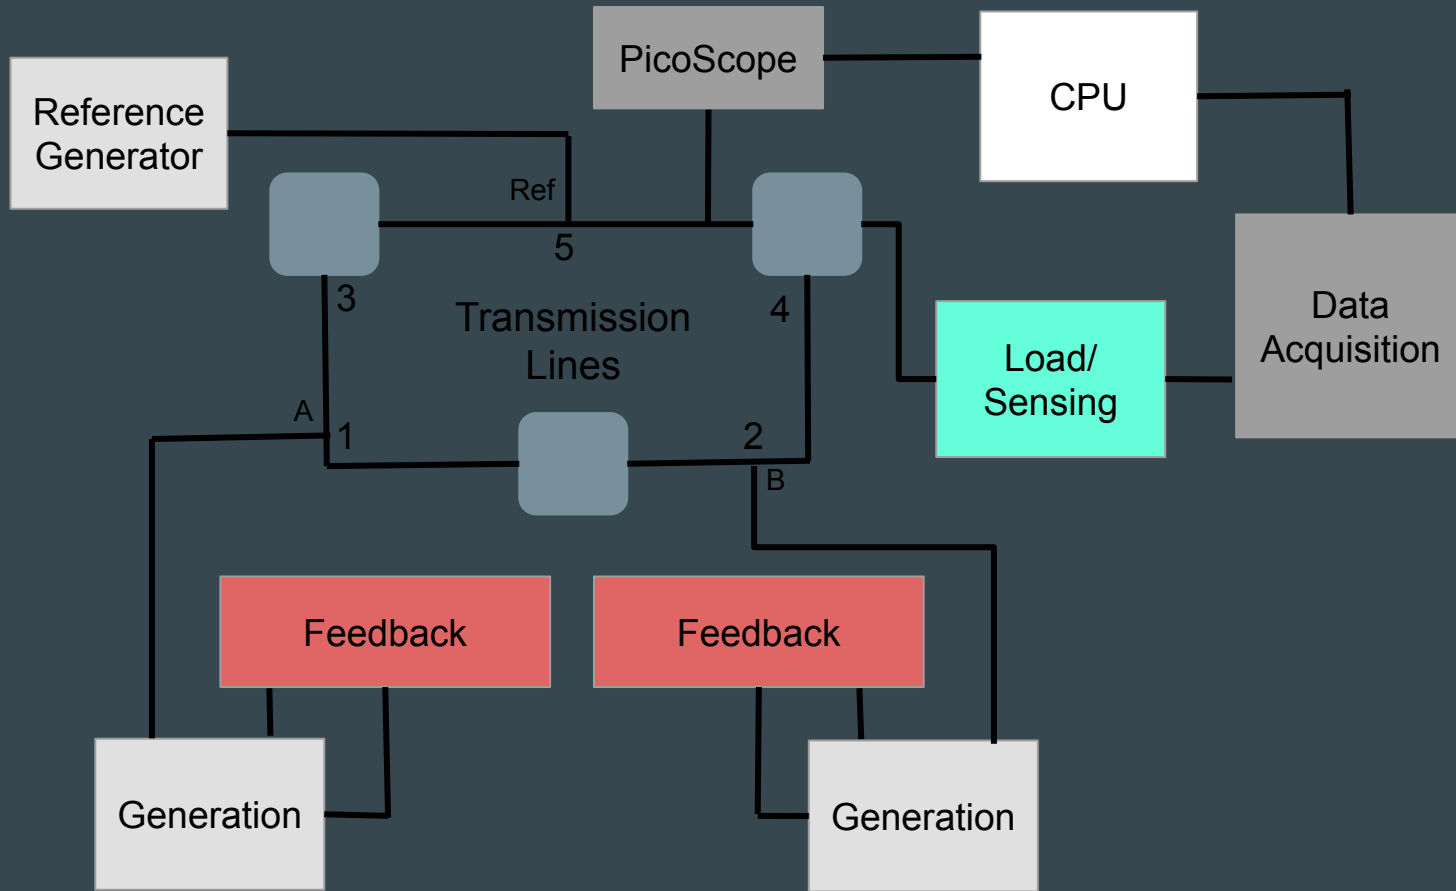 PicoScope
CPU
Reference
Generator
Ref
5
3
Transmission
Lines
4
Data
Acquisition
Load/
Sensing
A
1
2
B
Feedback
Feedback
Generation
Generation